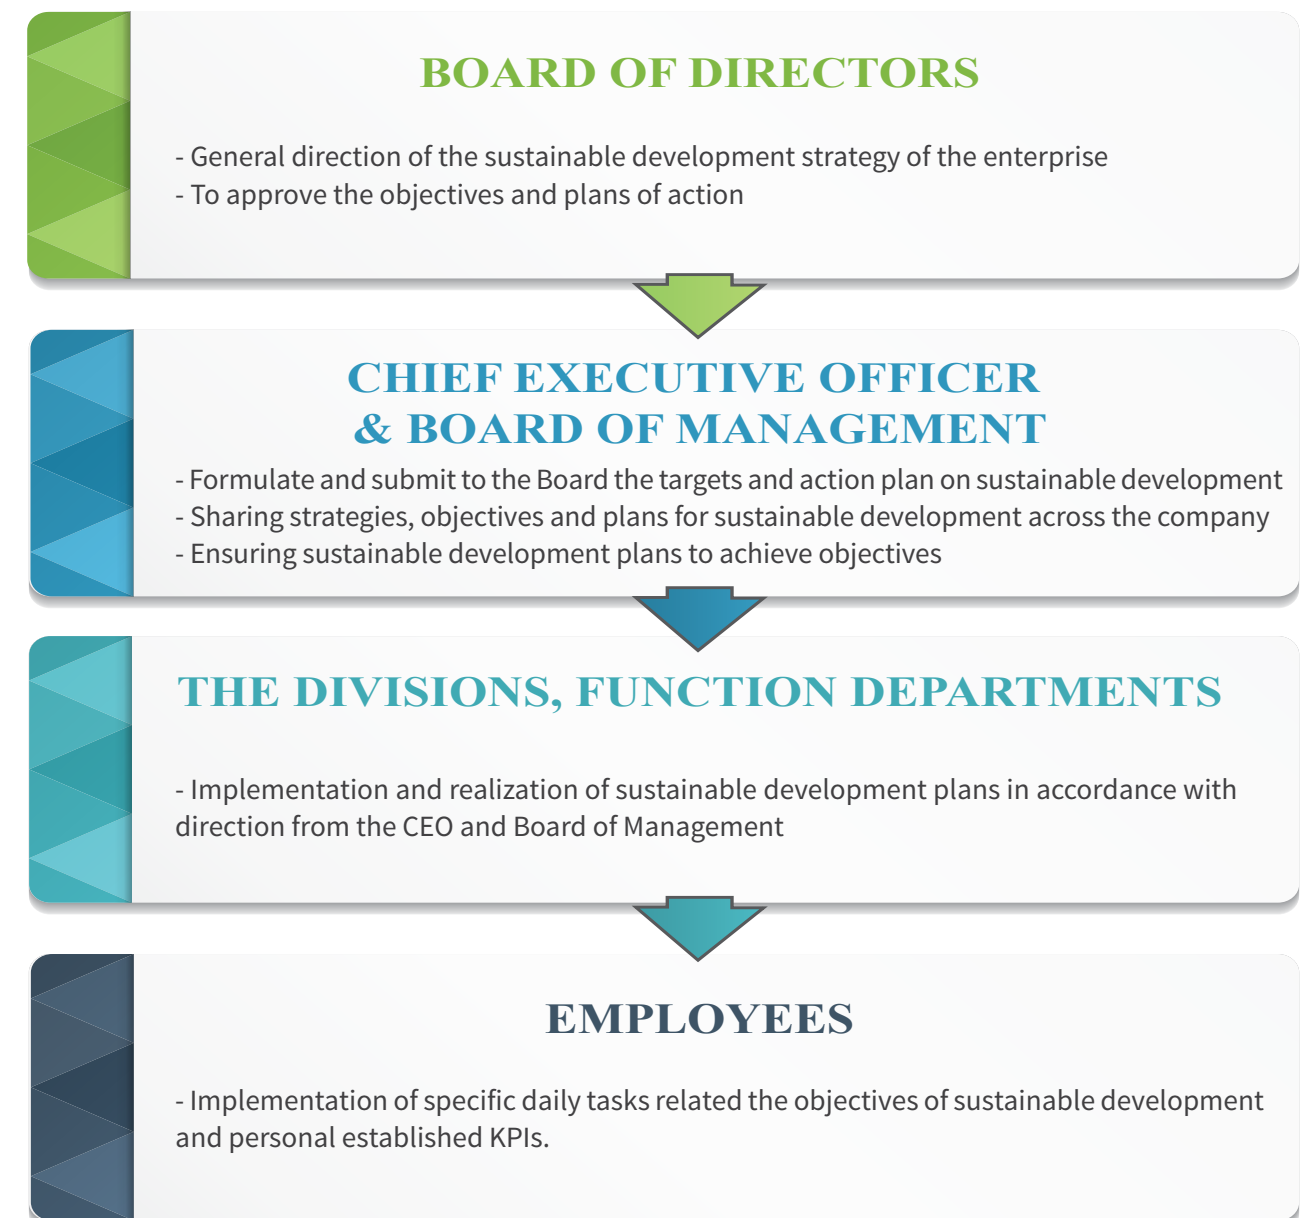 BOARD OF DIRECTORS
- General direction of the sustainable development strategy of the enterprise
- To approve the objectives and plans of action
CHIEF EXECUTIVE OFFICER
& BOARD OF MANAGEMENT
- Formulate and submit to the Board the targets and action plan on sustainable development
- Sharing strategies, objectives and plans for sustainable development across the company
- Ensuring sustainable development plans to achieve objectives
THE DIVISIONS, FUNCTION DEPARTMENTS
- Implementation and realization of sustainable development plans in accordance with
direction from the CEO and Board of Management
EMPLOYEES
- Implementation of specific daily tasks related the objectives of sustainable development
and personal established KPIs.